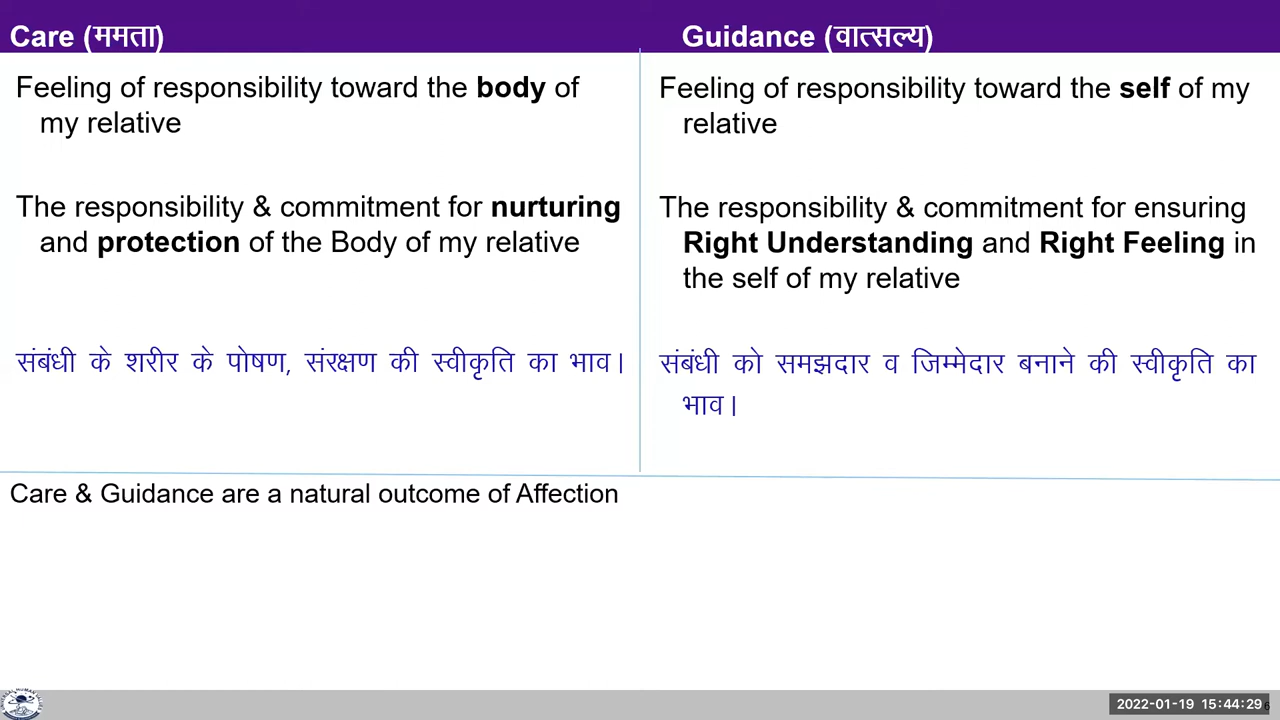 Care (ममता)
Feeling of responsibility toward the body of
my relative
The responsibility & commitment for nurturing
and protection of the Body of my relative
संबंधी के शरीर के पोषण, संरक्षण की स्वीकृति का भाव।
Guidance (वात्सल्य)
Feeling of responsibility toward the self of my
relative
The responsibility & commitment for ensuring
Right Understanding and Right Feeling in
the self of my relative
संबंधी को समझदार व जिम्मेदार बनाने की स्वीकृति का
भाव।
Care & Guidance are a natural outcome of Affection
2022-01-19 15:44:29
6